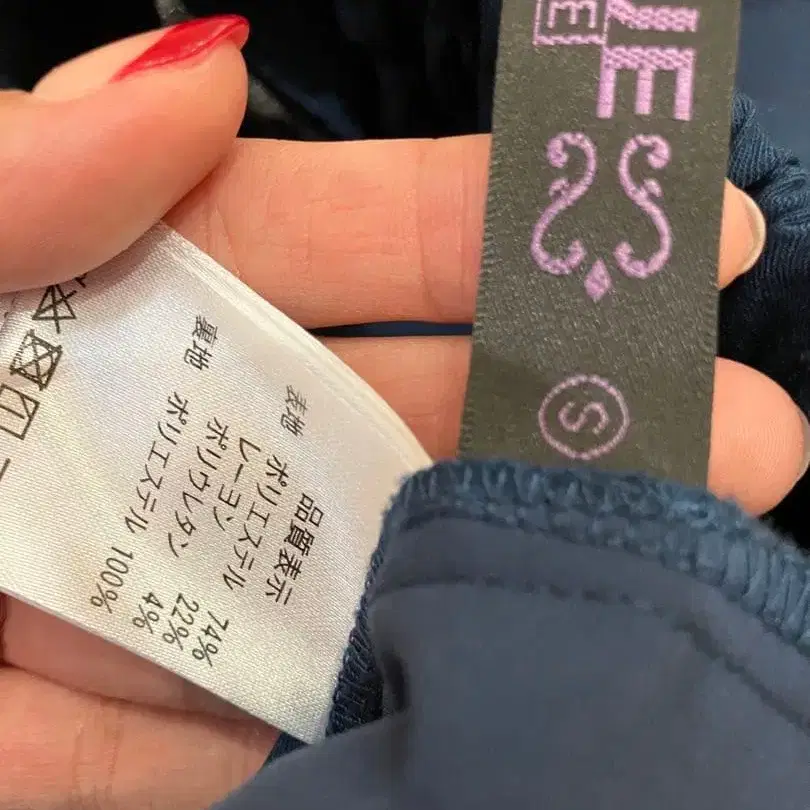 品質表示
表地 ポリエステル 74%
レーヨン 22%
ポリウレタン 4%
裏地 ポリエステル 100%
S